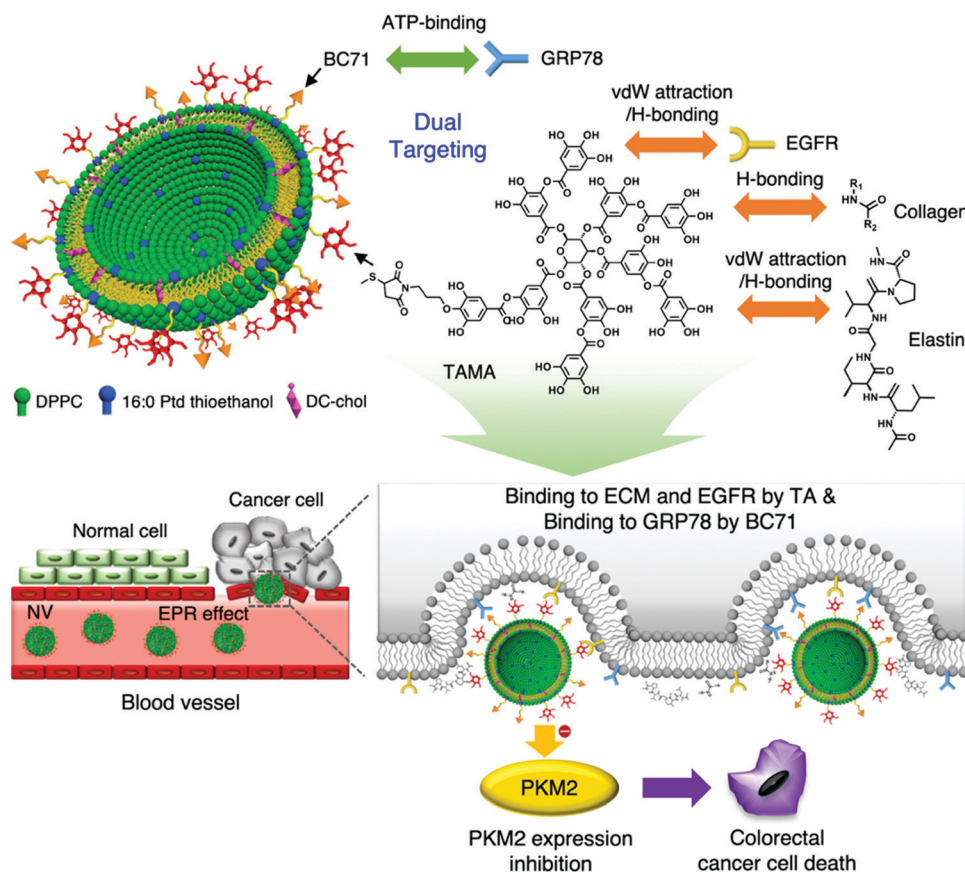 ATP-binding
BC71
GRP78
Dual
Targeting
vdW attraction
/H-bonding
EGFR
H-bonding
Collagen
vdW attraction
/H-bonding
Elastin
TAMA
DPPC
16:0 Ptd thioethanol
DC-chol
Binding to ECM and EGFR by TA &
Binding to GRP78 by BC71
Cancer cell
Normal cell
NV
EPR effect
Blood vessel
PKM2
PKM2 expression
inhibition
Colorectal
cancer cell death